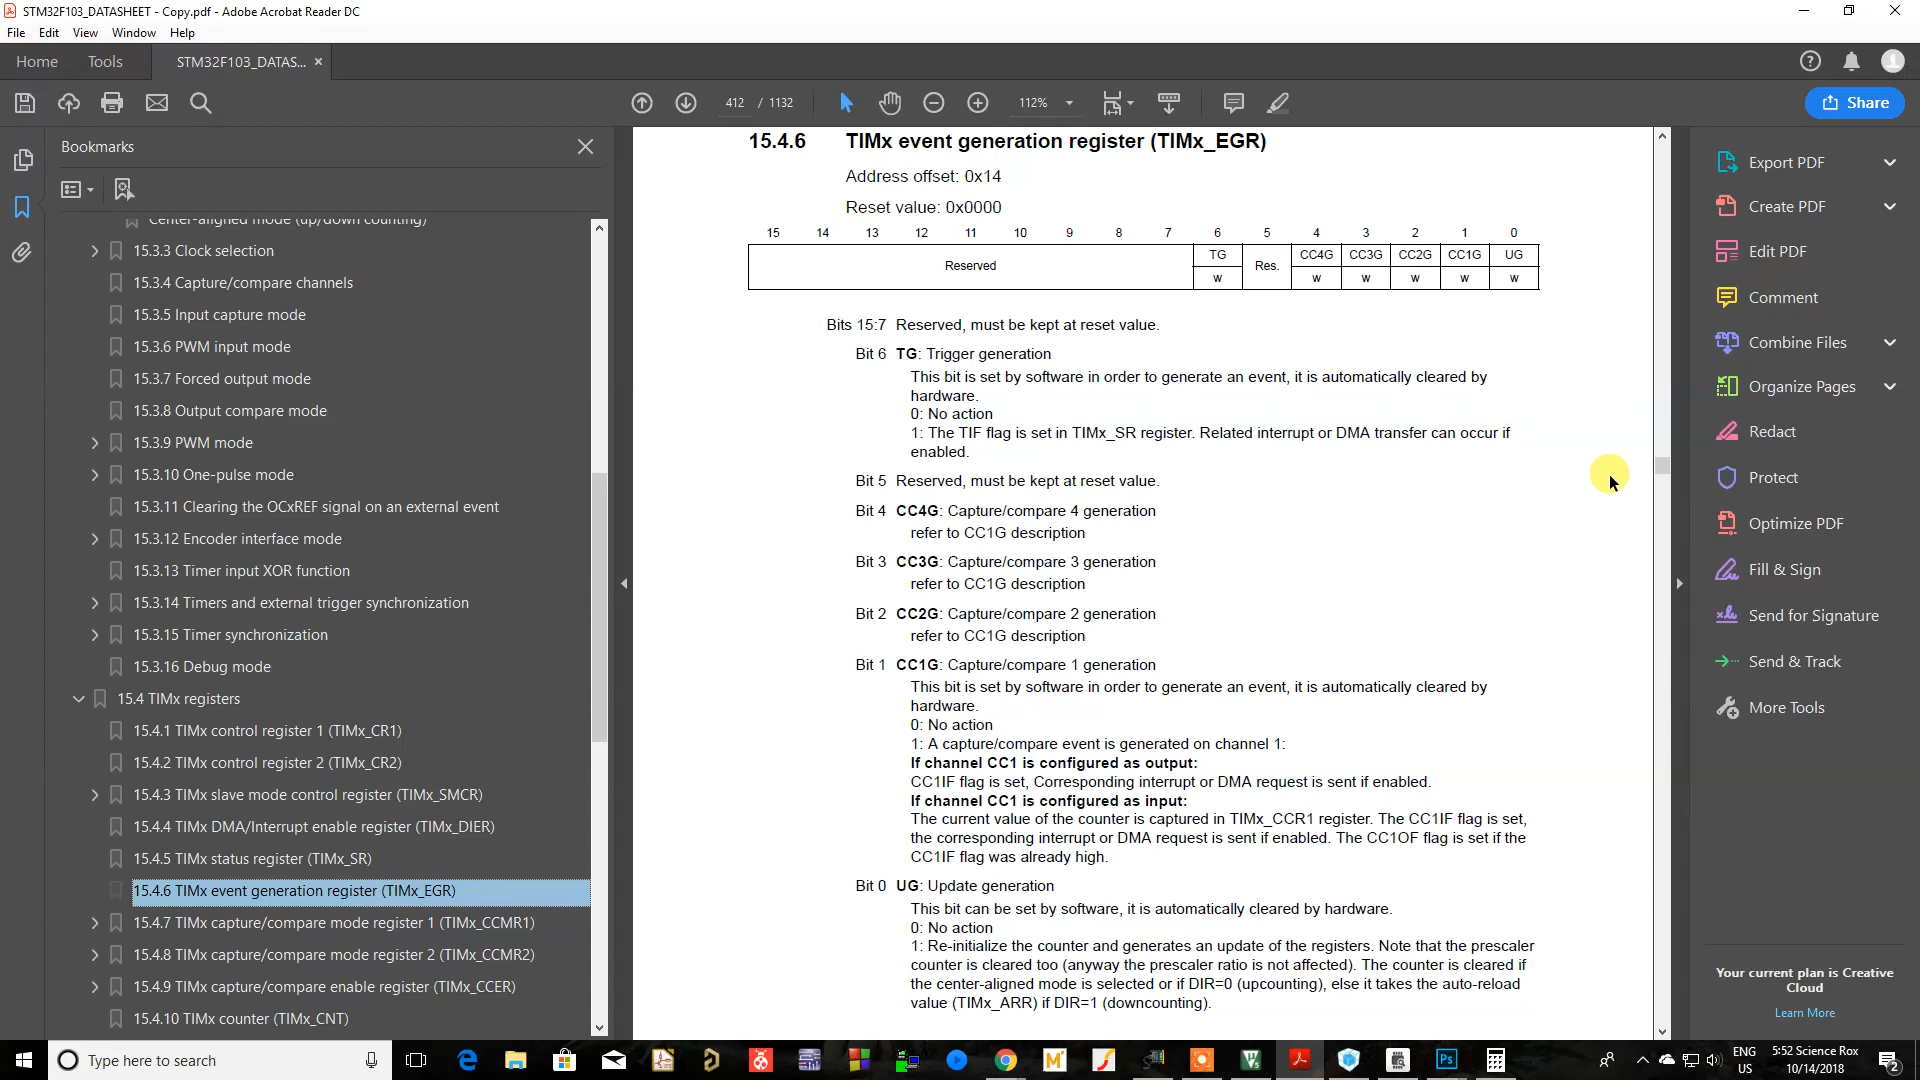 STM32F103_DATASHEET - Copy.pdf - Adobe Acrobat Reader DC
File Edit View Window Help
Home Tools STM32F103_DATAS... ×
412 / 1132 112% Share
Bookmarks
Center-aligned mode (up/down counting)
15.3.3 Clock selection
15.3.4 Capture/compare channels
15.3.5 Input capture mode
15.3.6 PWM input mode
15.3.7 Forced output mode
15.3.8 Output compare mode
15.3.9 PWM mode
15.3.10 One-pulse mode
15.3.11 Clearing the OCxREF signal on an external event
15.3.12 Encoder interface mode
15.3.13 Timer input XOR function
15.3.14 Timers and external trigger synchronization
15.3.15 Timer synchronization
15.3.16 Debug mode
15.4 TIMx registers
15.4.1 TIMx control register 1 (TIMx_CR1)
15.4.2 TIMx control register 2 (TIMx_CR2)
15.4.3 TIMx slave mode control register (TIMx_SMCR)
15.4.4 TIMx DMA/Interrupt enable register (TIMx_DIER)
15.4.5 TIMx status register (TIMx_SR)
15.4.6 TIMx event generation register (TIMx_EGR)
15.4.7 TIMx capture/compare mode register 1 (TIMx_CCMR1)
15.4.8 TIMx capture/compare mode register 2 (TIMx_CCMR2)
15.4.9 TIMx capture/compare enable register (TIMx_CCER)
15.4.10 TIMx counter (TIMx_CNT)
15.4.6 TIMx event generation register (TIMx_EGR)
Address offset: 0x14
Reset value: 0x0000
15 14 13 12 11 10 9 8 7 6 5 4 3 2 1 0
Reserved TG Res. CC4G CC3G CC2G CC1G UG
w w w w w w
Bits 15:7 Reserved, must be kept at reset value.
Bit 6 TG: Trigger generation
This bit is set by software in order to generate an event, it is automatically cleared by
hardware.
0: No action
1: The TIF flag is set in TIMx_SR register. Related interrupt or DMA transfer can occur if
enabled.
Bit 5 Reserved, must be kept at reset value.
Bit 4 CC4G: Capture/compare 4 generation
refer to CC1G description
Bit 3 CC3G: Capture/compare 3 generation
refer to CC1G description
Bit 2 CC2G: Capture/compare 2 generation
refer to CC1G description
Bit 1 CC1G: Capture/compare 1 generation
This bit is set by software in order to generate an event, it is automatically cleared by
hardware.
0: No action
1: A capture/compare event is generated on channel 1:
If channel CC1 is configured as output:
CC1IF flag is set, Corresponding interrupt or DMA request is sent if enabled.
If channel CC1 is configured as input:
The current value of the counter is captured in TIMx_CCR1 register. The CC1IF flag is set,
the corresponding interrupt or DMA request is sent if enabled. The CC1OF flag is set if the
CC1IF flag was already high.
Bit 0 UG: Update generation
This bit can be set by software, it is automatically cleared by hardware.
0: No action
1: Re-initialize the counter and generates an update of the registers. Note that the prescaler
counter is cleared too (anyway the prescaler ratio is not affected). The counter is cleared if
the center-aligned mode is selected or if DIR=0 (upcounting), else it takes the auto-reload
value (TIMx_ARR) if DIR=1 (downcounting).
Export PDF
Create PDF
Edit PDF
Comment
Combine Files
Organize Pages
Redact
Protect
Optimize PDF
Fill & Sign
Send for Signature
Send & Track
More Tools
Your current plan is Creative
Cloud
Learn More
Type here to search
Ps
ENG
US
5:52 Science Rox
10/14/2018
2